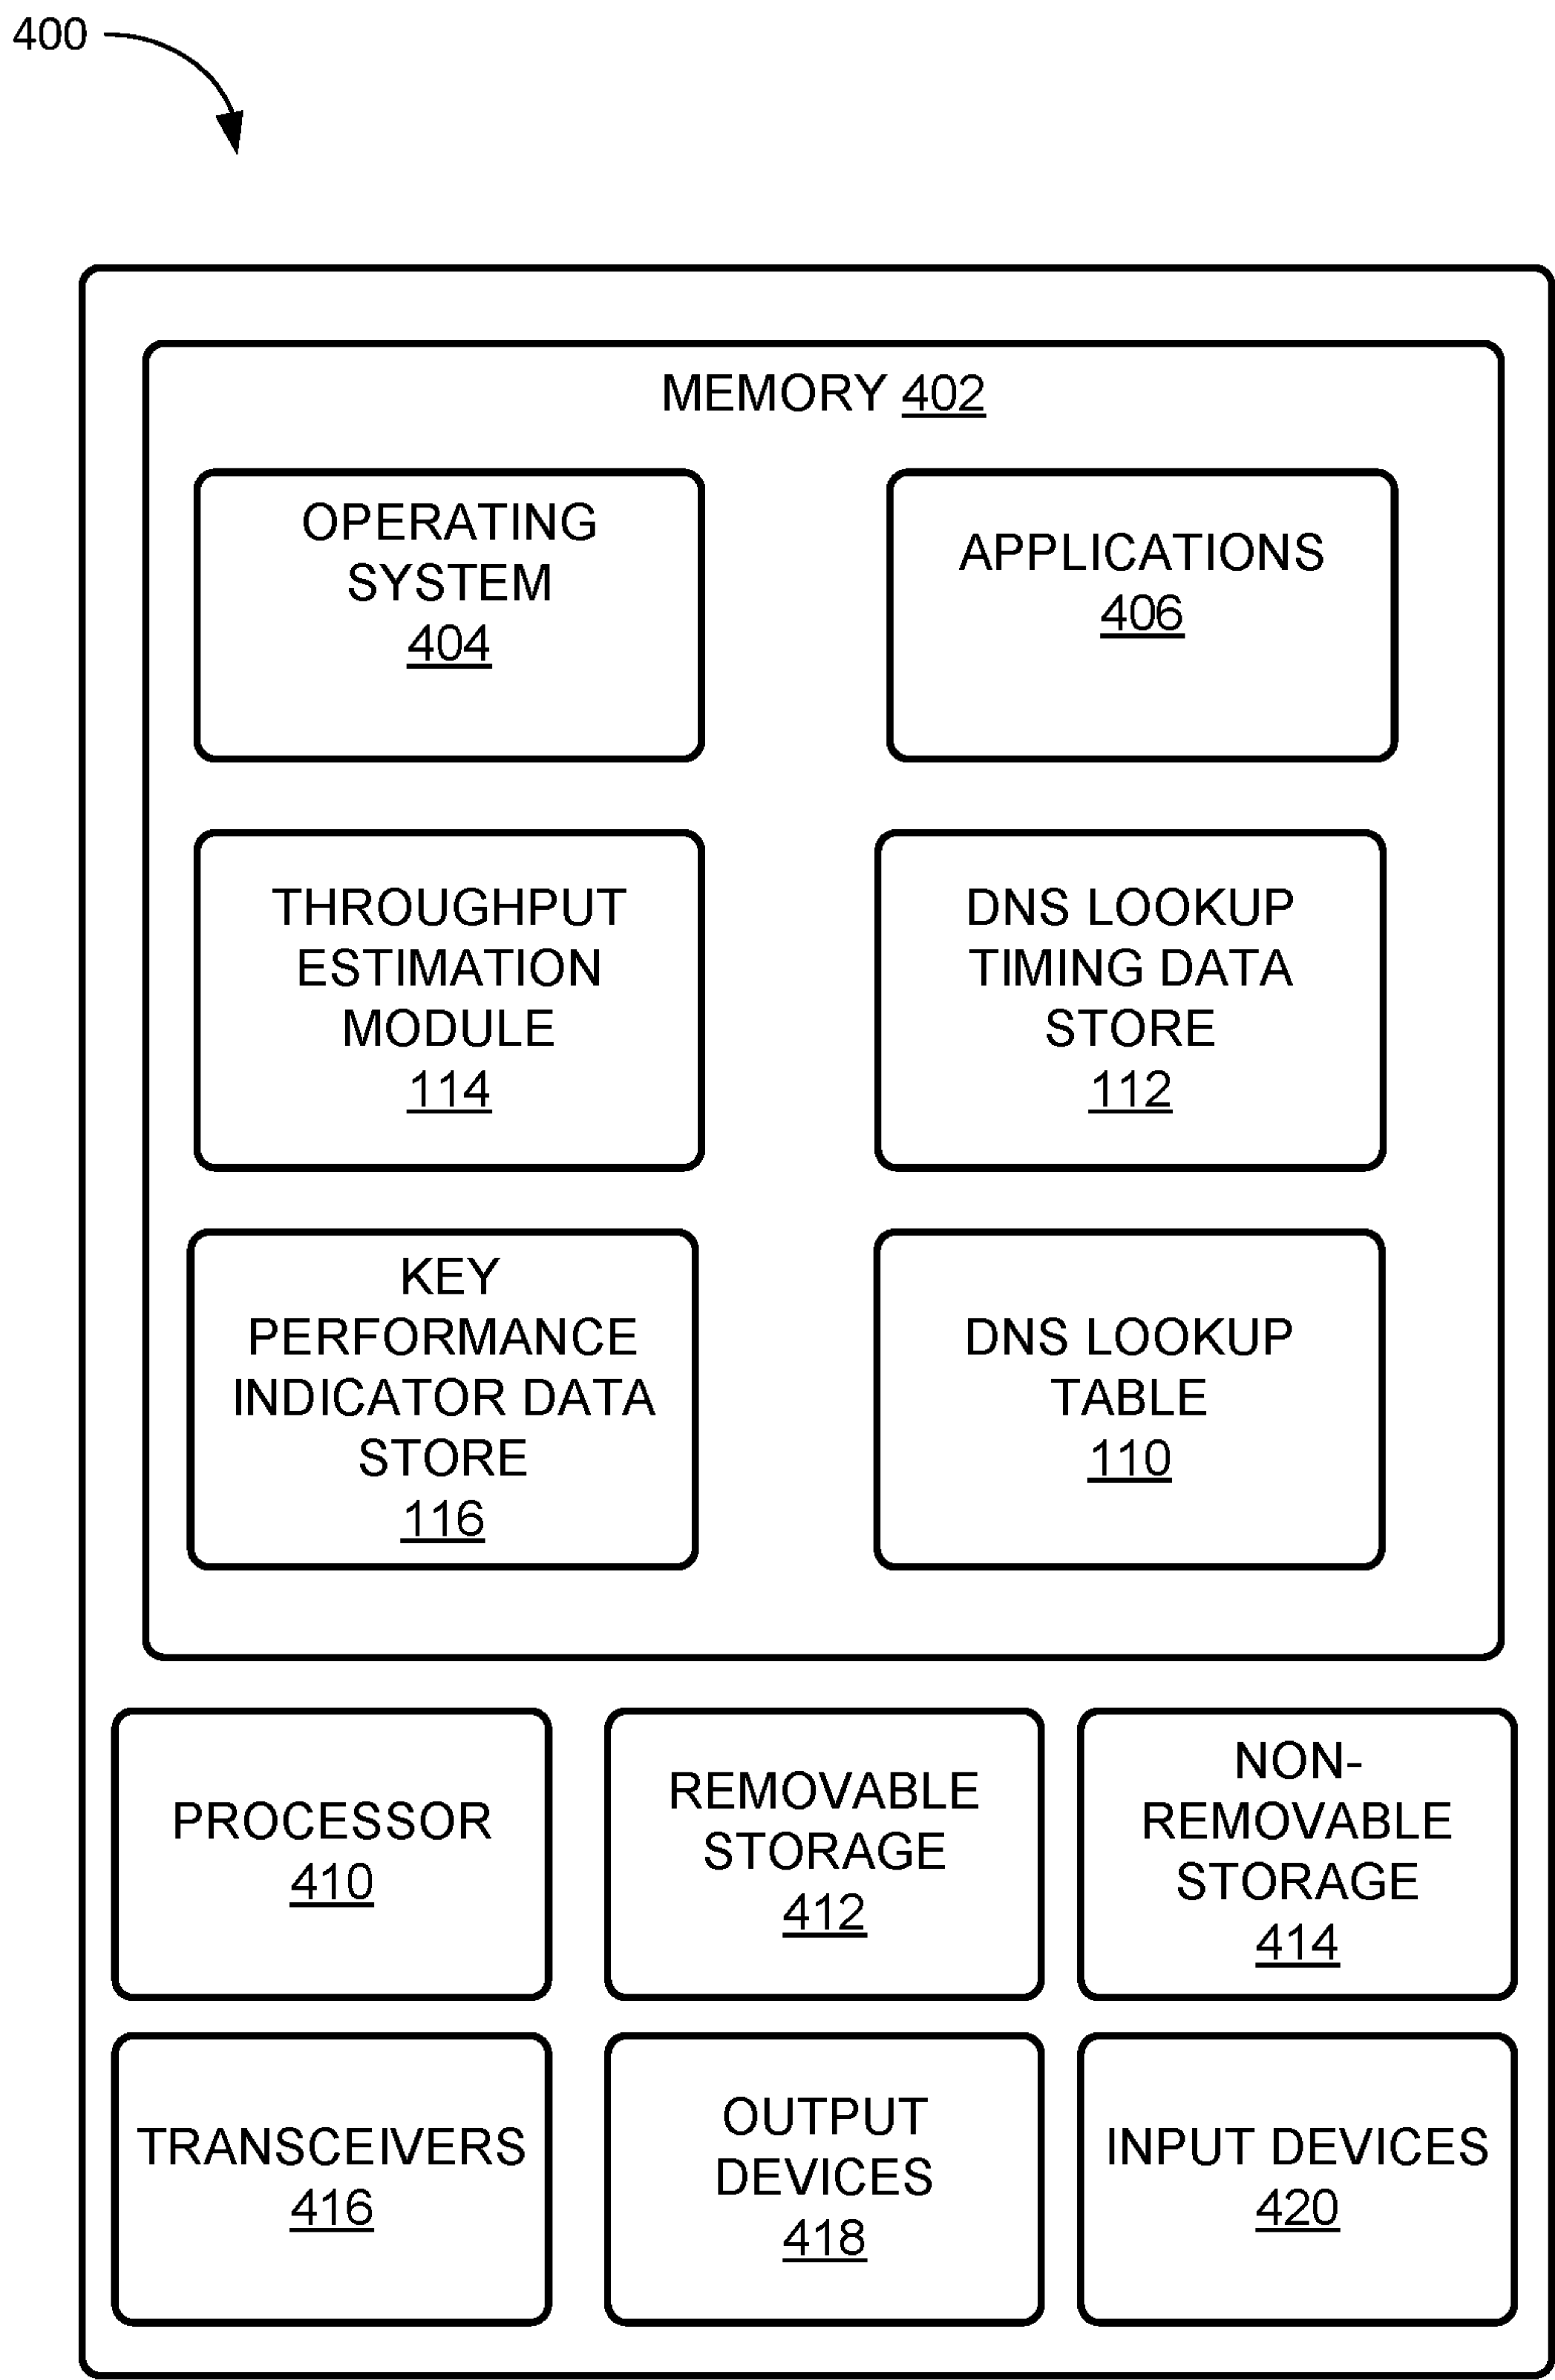 400
MEMORY 402
OPERATING
SYSTEM
404
APPLICATIONS
406
THROUGHPUT
ESTIMATION
MODULE
114
DNS LOOKUP
TIMING DATA
STORE
112
KEY
PERFORMANCE
INDICATOR DATA
STORE
116
DNS LOOKUP
TABLE
110
PROCESSOR
410
REMOVABLE
STORAGE
412
NON-
REMOVABLE
STORAGE
414
TRANSCEIVERS
416
OUTPUT
DEVICES
418
INPUT DEVICES
420